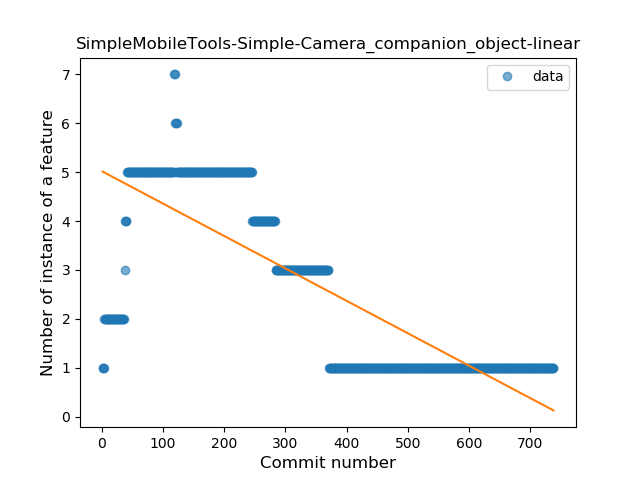 SimpleMobileTools-Simple-Camera_companion_object-linear
data
Number of instance of a feature
7
6
5
4
3
2
1
0
0 100 200 300 400 500 600 700
Commit number